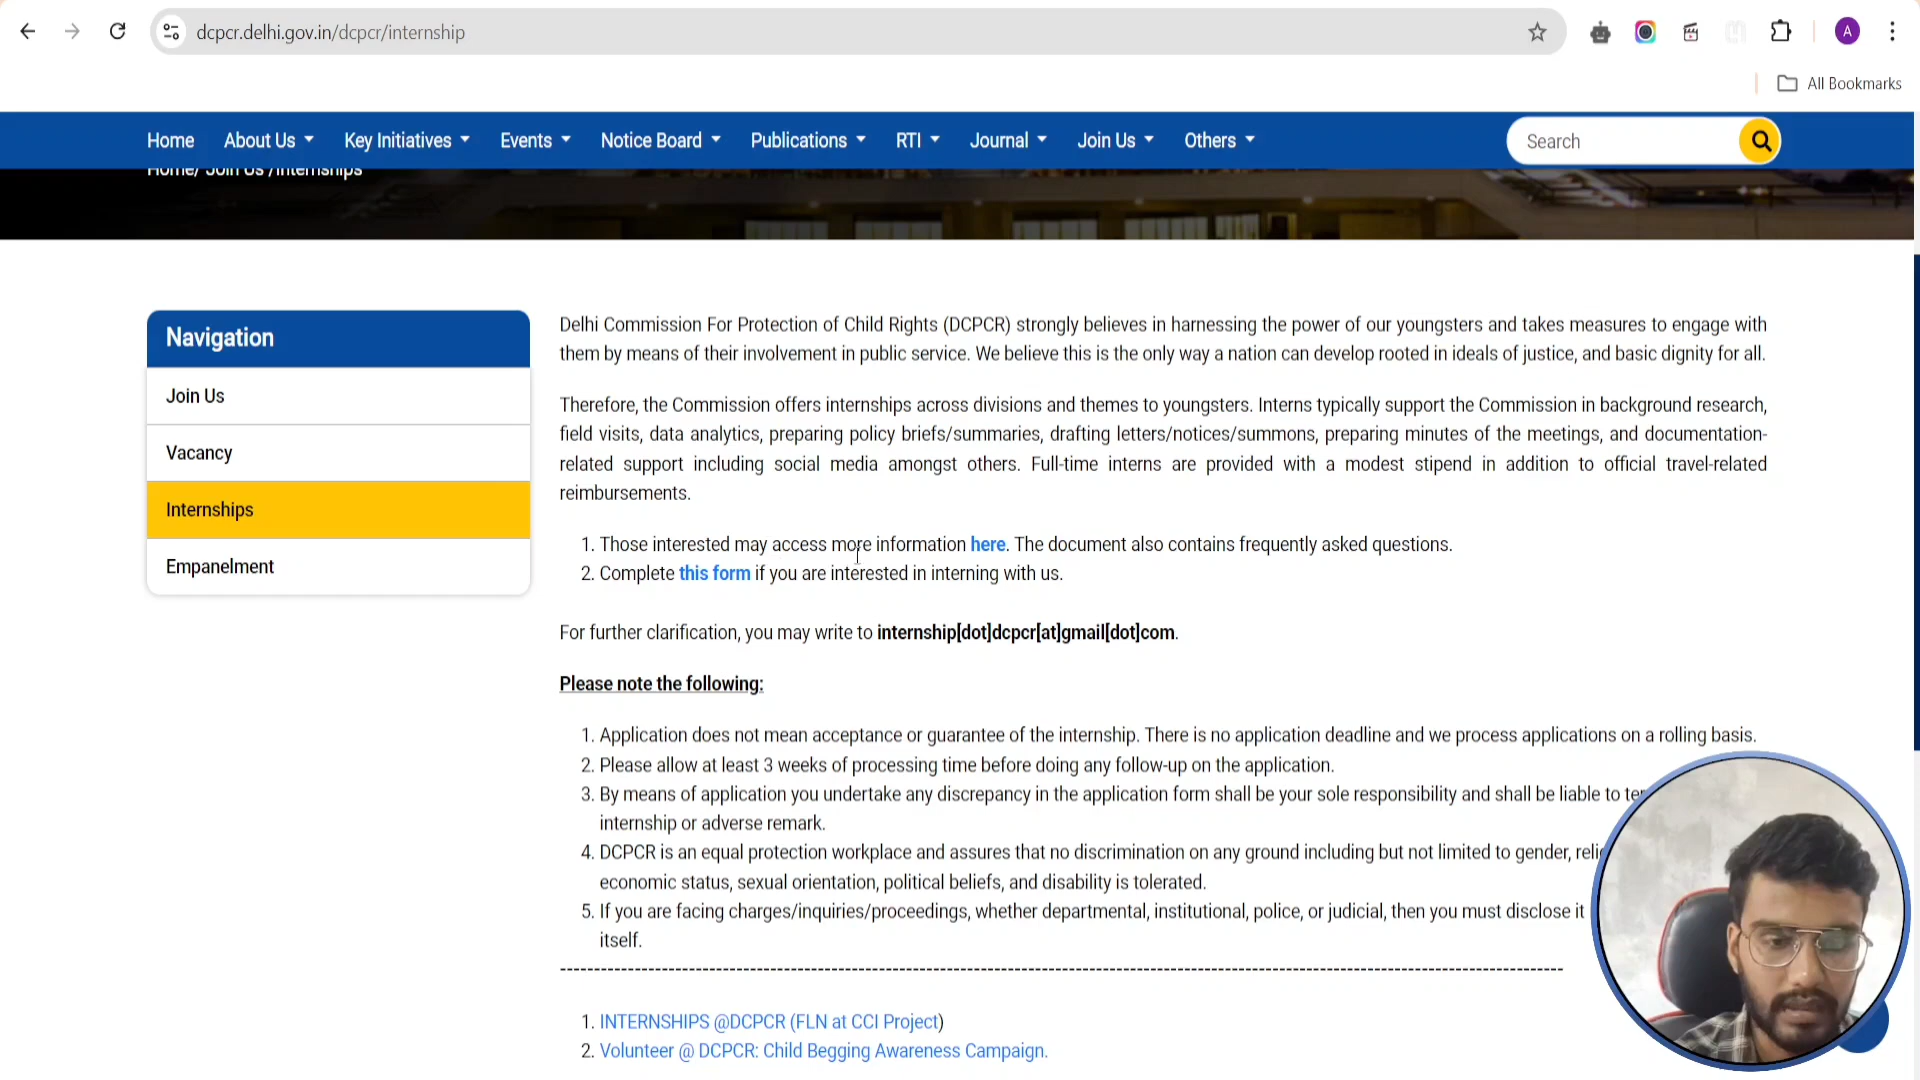 dcpcr.delhi.gov.in/dcpcr/internship
A
All Bookmarks
Home About Us Key Initiatives Events Notice Board Publications RTI Journal Join Us Others Search
Home/ Join Us /Internships
Navigation
Join Us
Vacancy
Internships
Empanelment
Delhi Commission For Protection of Child Rights (DCPCR) strongly believes in harnessing the power of our youngsters and takes measures to engage with
them by means of their involvement in public service. We believe this is the only way a nation can develop rooted in ideals of justice, and basic dignity for all.
Therefore, the Commission offers internships across divisions and themes to youngsters. Interns typically support the Commission in background research,
field visits, data analytics, preparing policy briefs/summaries, drafting letters/notices/summons, preparing minutes of the meetings, and documentation-
related support including social media amongst others. Full-time interns are provided with a modest stipend in addition to official travel-related
reimbursements.
1. Those interested may access more information here. The document also contains frequently asked questions.
2. Complete this form if you are interested in interning with us.
For further clarification, you may write to internship[dot]dcpcr[at]gmail[dot]com.
Please note the following:
1. Application does not mean acceptance or guarantee of the internship. There is no application deadline and we process applications on a rolling basis.
2. Please allow at least 3 weeks of processing time before doing any follow-up on the application.
3. By means of application you undertake any discrepancy in the application form shall be your sole responsibility and shall be liable to
internship or adverse remark.
4. DCPCR is an equal protection workplace and assures that no discrimination on any ground including but not limited to gender,
economic status, sexual orientation, political beliefs, and disability is tolerated.
5. If you are facing charges/inquiries/proceedings, whether departmental, institutional, police, or judicial, then you must disclose it
itself.
1. INTERNSHIPS @DCPCR (FLN at CCI Project)
2. Volunteer @ DCPCR: Child Begging Awareness Campaign.